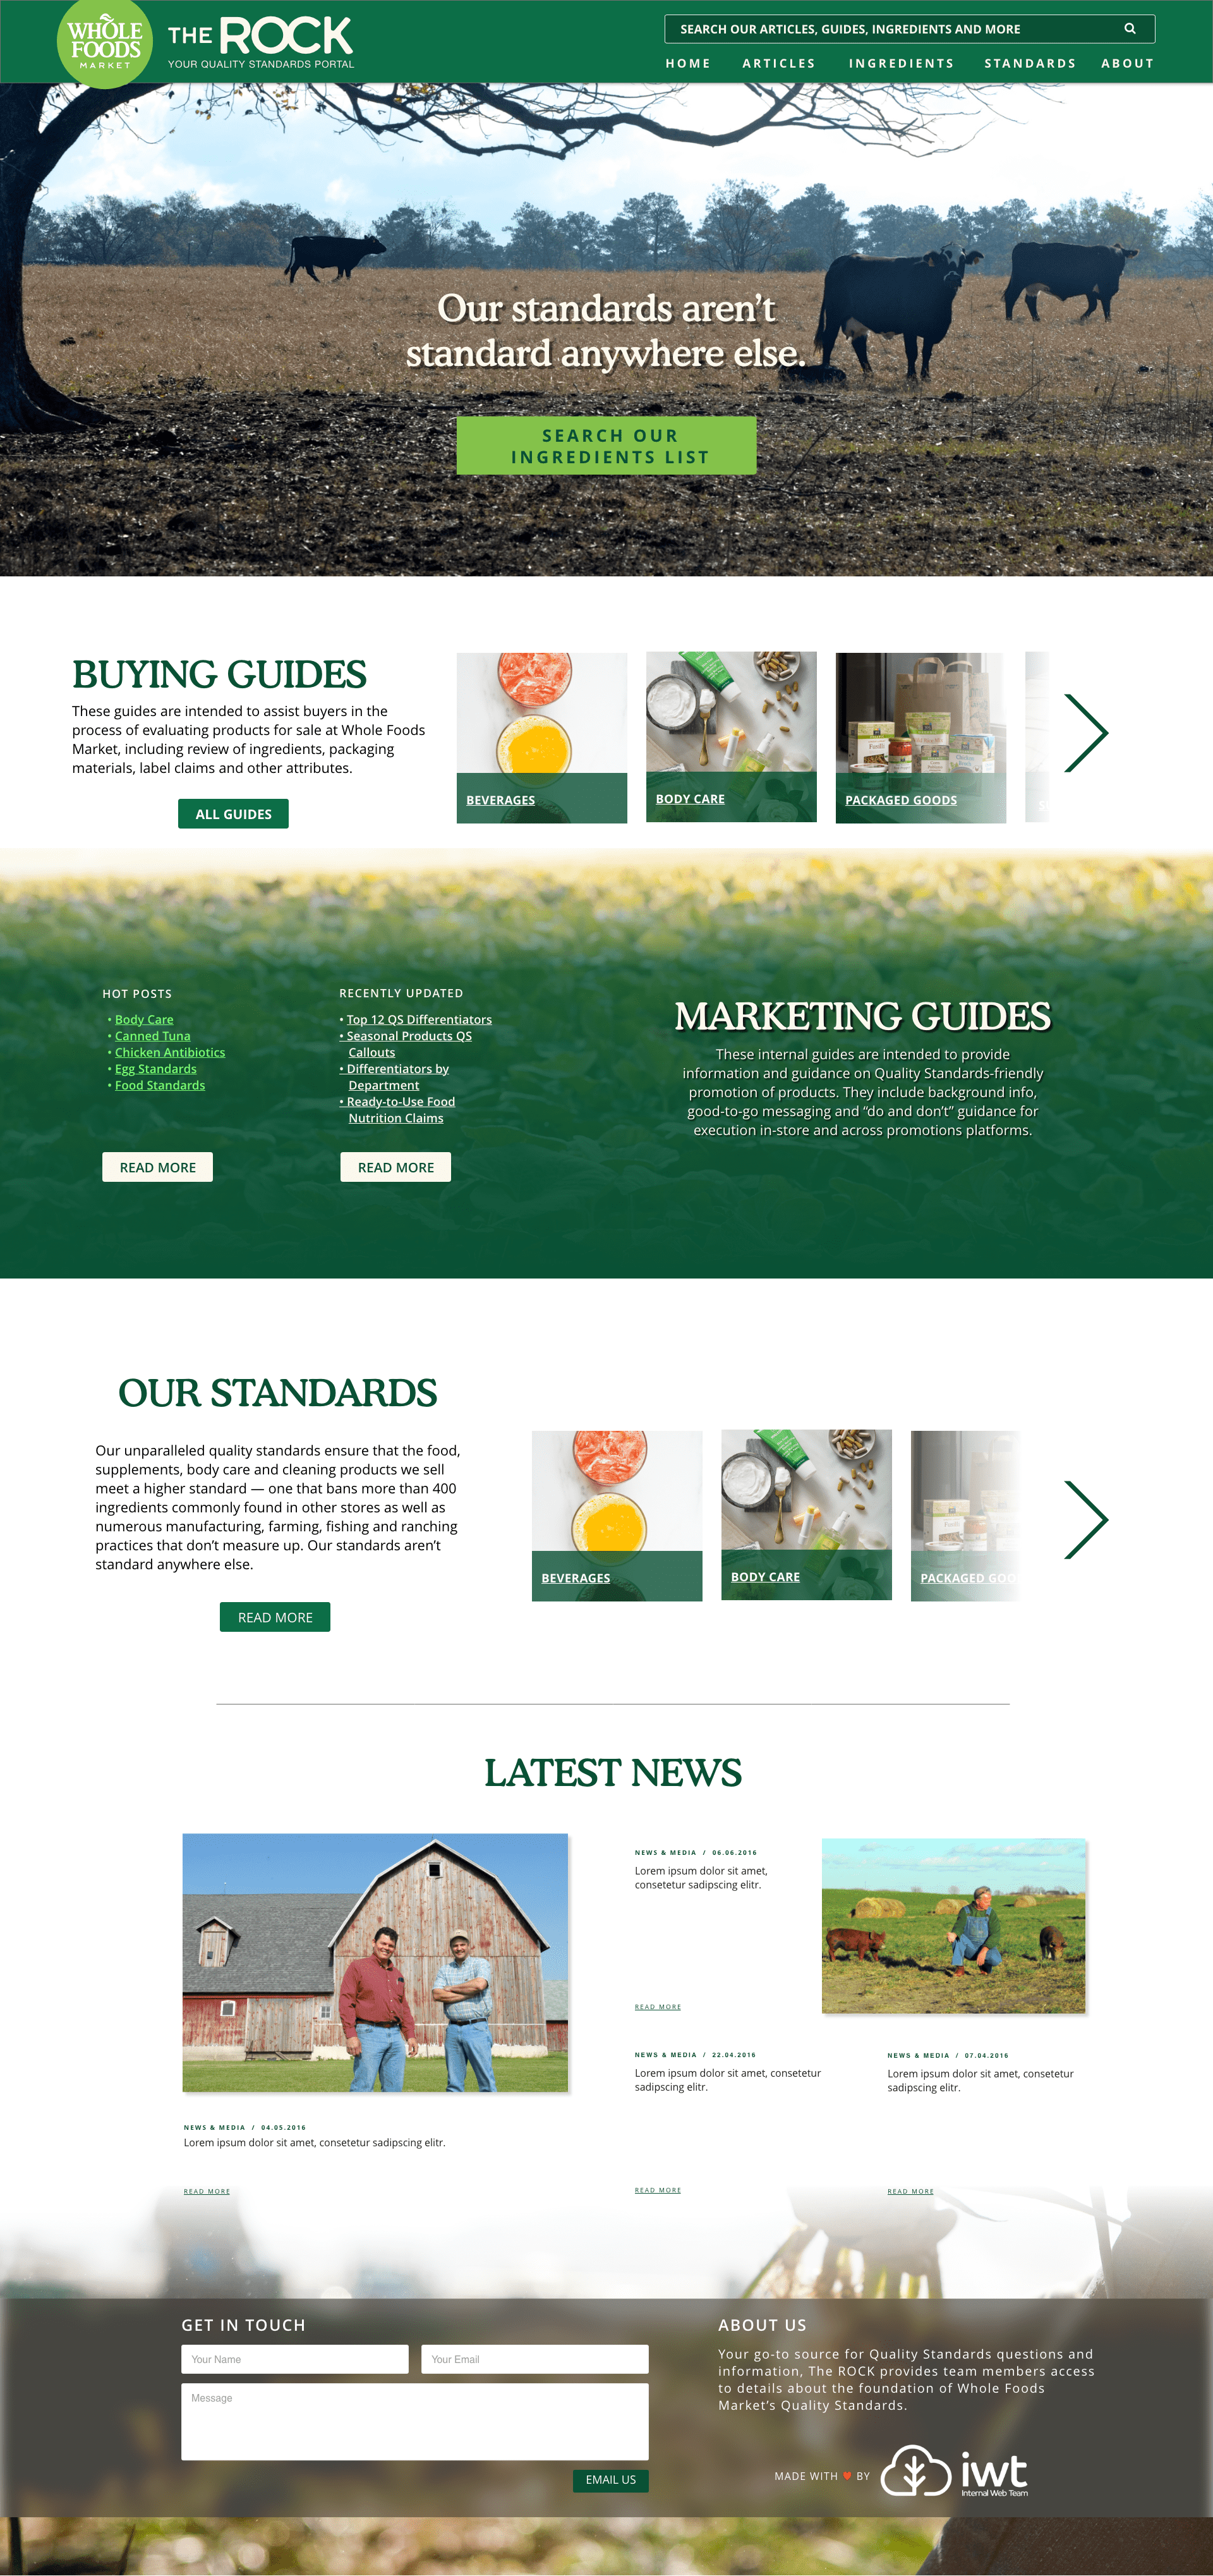 WHOLE
FOODS
MARKET
THE ROCK
YOUR QUALITY STANDARDS PORTAL
SEARCH OUR ARTICLES, GUIDES, INGREDIENTS AND MORE
HOME ARTICLES INGREDIENTS STANDARDS ABOUT
Our standards aren’t
standard anywhere else.
SEARCH OUR
INGREDIENTS LIST
BUYING GUIDES
These guides are intended to assist buyers in the
process of evaluating products for sale at Whole Foods
Market, including review of ingredients, packaging
materials, label claims and other attributes.
ALL GUIDES
BEVERAGES
BODY CARE
PACKAGED GOODS
HOT POSTS
• Body Care
• Canned Tuna
• Chicken Antibiotics
• Egg Standards
• Food Standards
READ MORE
RECENTLY UPDATED
• Top 12 QS Differentiators
• Seasonal Products QS
Callouts
• Differentiators by
Department
• Ready-to-Use Food
Nutrition Claims
READ MORE
MARKETING GUIDES
These internal guides are intended to provide
information and guidance on Quality Standards-friendly
promotion of products. They include background info,
good-to-go messaging and “do and don’t” guidance for
execution in-store and across promotions platforms.
OUR STANDARDS
Our unparalleled quality standards ensure that the food,
supplements, body care and cleaning products we sell
meet a higher standard — one that bans more than 400
ingredients commonly found in other stores as well as
numerous manufacturing, farming, fishing and ranching
practices that don’t measure up. Our standards aren’t
standard anywhere else.
READ MORE
BEVERAGES
BODY CARE
PACKAGED GOO
LATEST NEWS
NEWS & MEDIA / 04.05.2016
Lorem ipsum dolor sit amet, consetetur sadipscing elitr.
READ MORE
NEWS & MEDIA / 06.06.2016
Lorem ipsum dolor sit amet,
consetetur sadipscing elitr.
READ MORE
NEWS & MEDIA / 22.04.2016
Lorem ipsum dolor sit amet, consetetur
sadipscing elitr.
READ MORE
NEWS & MEDIA / 07.04.2016
Lorem ipsum dolor sit amet, consetetur
sadipscing elitr.
READ MORE
GET IN TOUCH
Your Name
Your Email
Message
EMAIL US
ABOUT US
Your go-to source for Quality Standards questions and
information, The ROCK provides team members access
to details about the foundation of Whole Foods
Market’s Quality Standards.
MADE WITH ♥ BY
iwt
Internal Web Team